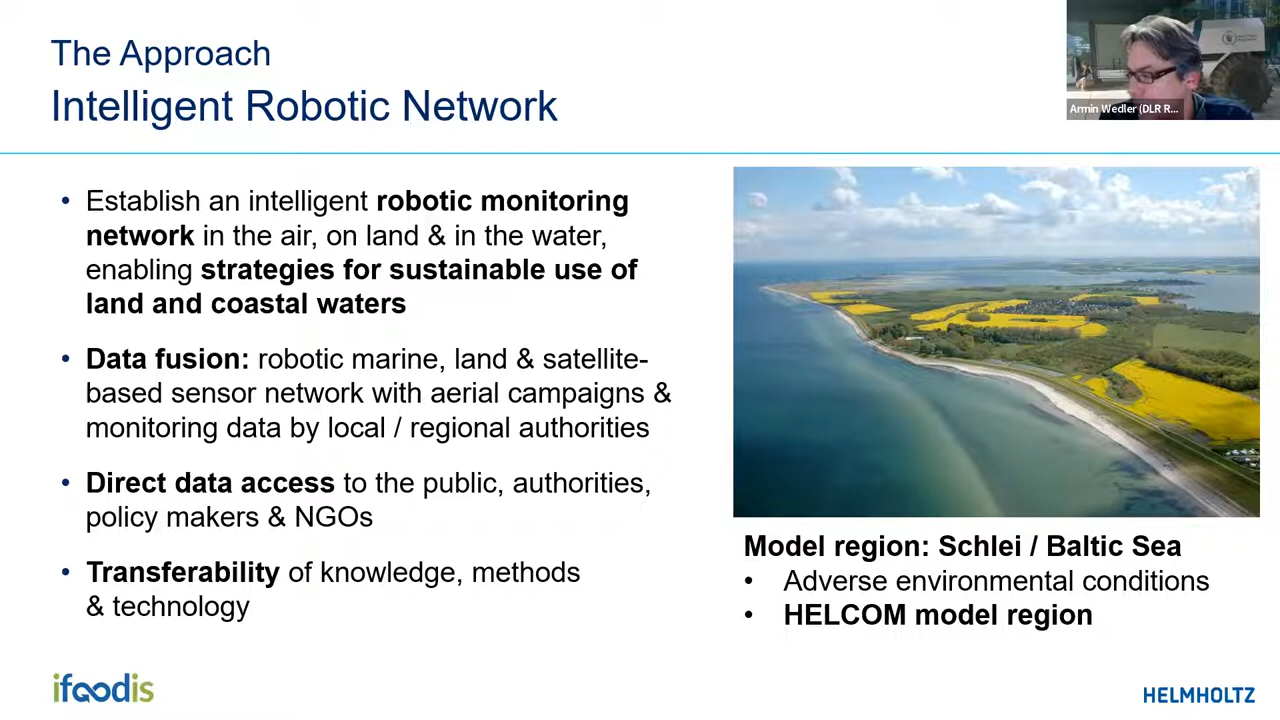 The Approach
Intelligent Robotic Network
Armin Wedler (DLR R...
• Establish an intelligent robotic monitoring
network in the air, on land & in the water,
enabling strategies for sustainable use of
land and coastal waters
• Data fusion: robotic marine, land & satellite-
based sensor network with aerial campaigns &
monitoring data by local / regional authorities
• Direct data access to the public, authorities,
policy makers & NGOs
• Transferability of knowledge, methods
& technology
Model region: Schlei / Baltic Sea
• Adverse environmental conditions
• HELCOM model region
ifoodis
HELMHOLTZ